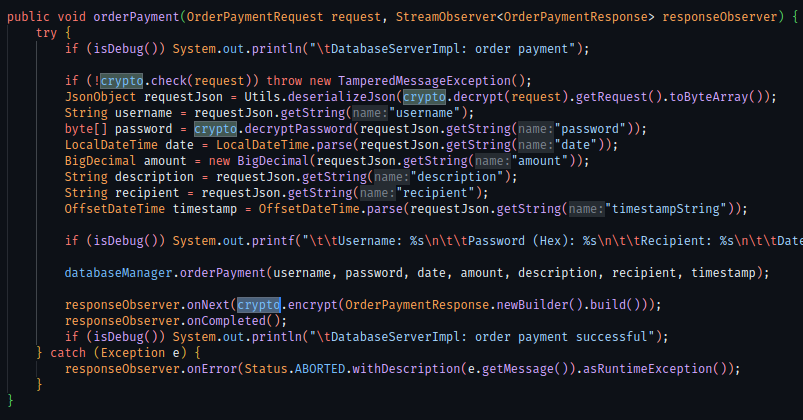 public void orderPayment(OrderPaymentRequest request, StreamObserver<OrderPaymentResponse> responseObserver) {
    try {
        if (isDebug()) System.out.println("\tDatabaseServerImpl: order payment");

        if (!crypto.check(request)) throw new TamperedMessageException();
        JsonObject requestJson = Utils.deserializeJson(crypto.decrypt(request).getRequest().toByteArray());
        String username = requestJson.getString(name:"username");
        byte[] password = crypto.decryptPassword(requestJson.getString(name:"password"));
        LocalDateTime date = LocalDateTime.parse(requestJson.getString(name:"date"));
        BigDecimal amount = new BigDecimal(requestJson.getString(name:"amount"));
        String description = requestJson.getString(name:"description");
        String recipient = requestJson.getString(name:"recipient");
        OffsetDateTime timestamp = OffsetDateTime.parse(requestJson.getString(name:"timestampString"));

        if (isDebug()) System.out.printf("\t\tUsername: %s\n\t\tPassword (Hex): %s\n\t\tRecipient: %s\n\t\tDate

        databaseManager.orderPayment(username, password, date, amount, description, recipient, timestamp);

        responseObserver.onNext(crypto.encrypt(OrderPaymentResponse.newBuilder().build()));
        responseObserver.onCompleted();
        if (isDebug()) System.out.println("\tDatabaseServerImpl: order payment successful");
    } catch (Exception e) {
        responseObserver.onError(Status.ABORTED.withDescription(e.getMessage()).asRuntimeException());
    }
}